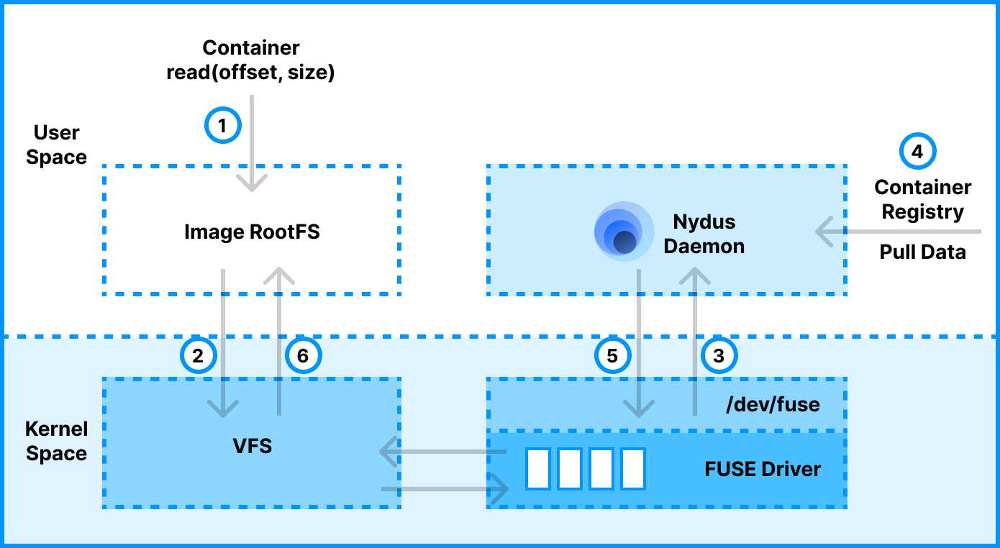 Container
read(offset, size)
1
User
Space
4
Container
Registry
Pull Data
Image RootFS
Nydus
Daemon
2
6
5
3
Kernel
Space
VFS
/dev/fuse
FUSE Driver